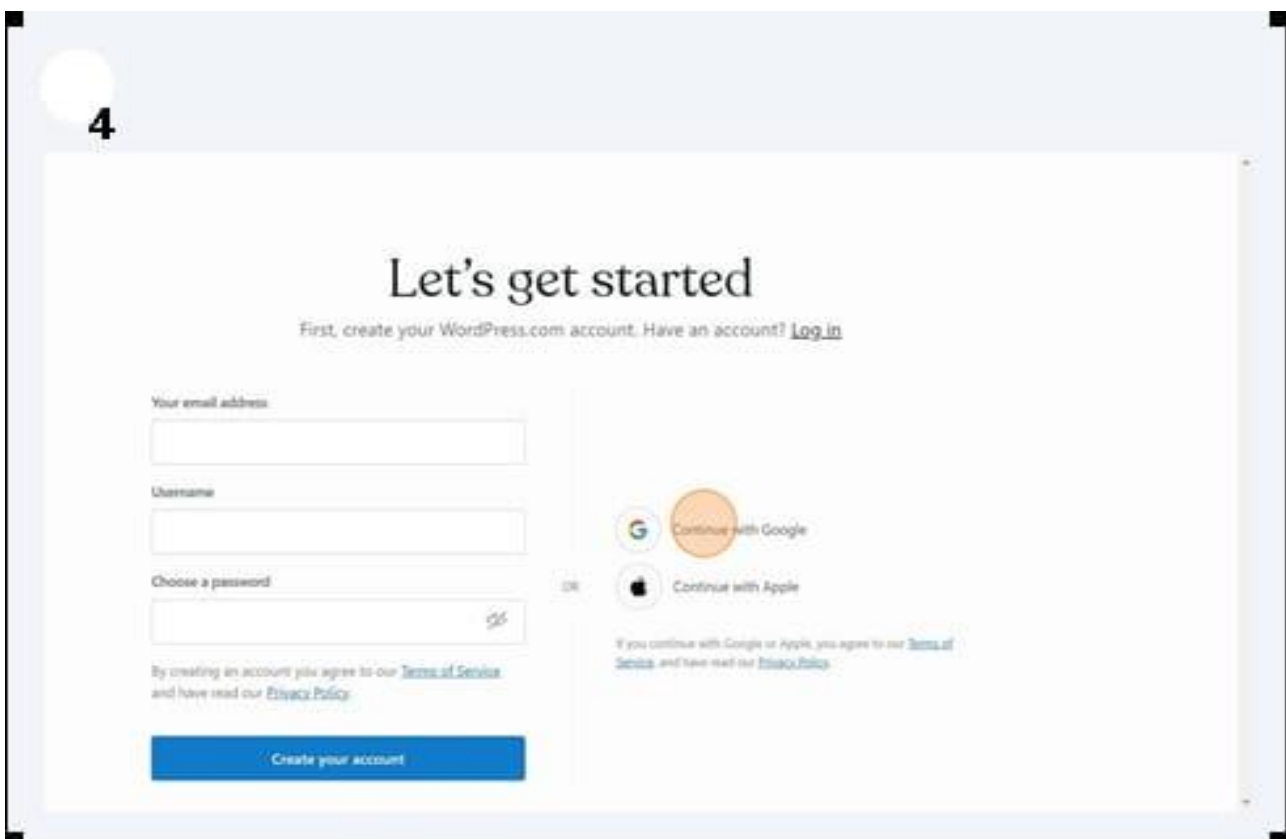 4
Let's get started
First, create your WordPress.com account. Have an account? Log in
Your email address
Username
Choose a password
By creating an account you agree to our Terms of Service
and have read our Privacy Policy.
Create your account
OR
Continue with Google
Continue with Apple
If you continue with Google or Apple, you agree to our Terms of
Service, and have read our Privacy Policy.